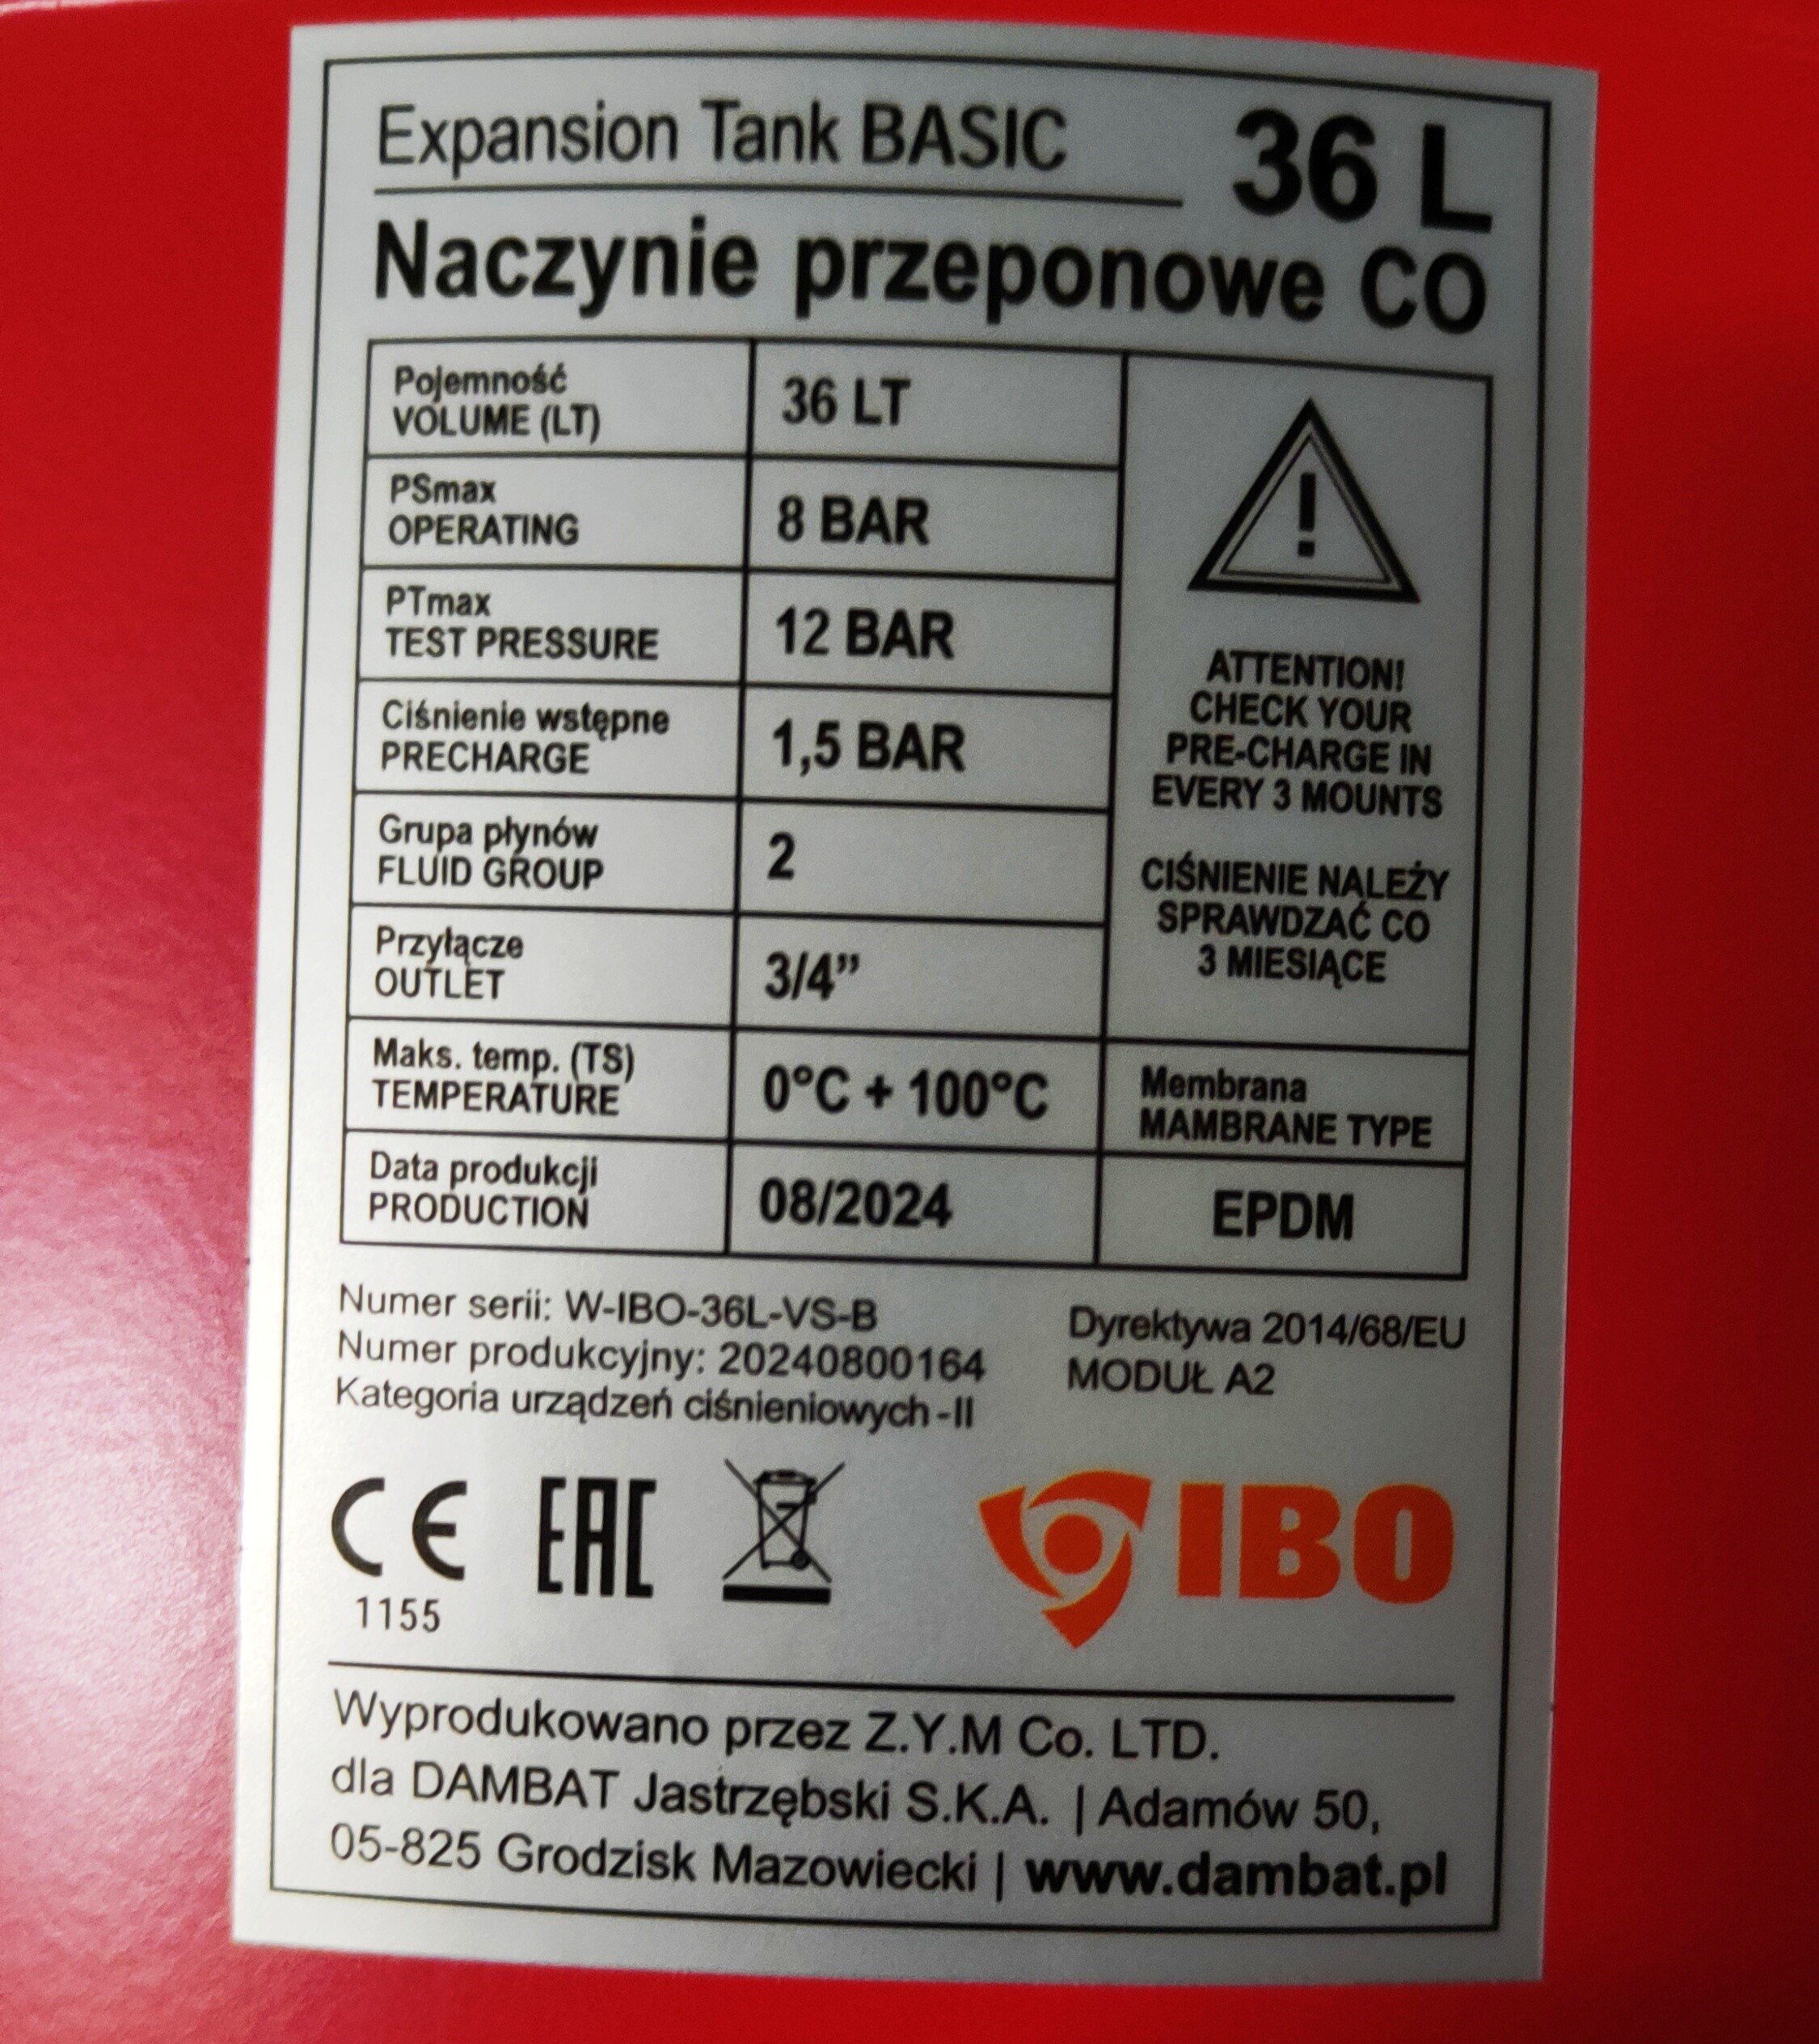 Expansion Tank BASIC
36 L
Naczynie przeponowe CO
Pojemność
VOLUME (LT)
36 LT
PSmax
OPERATING
8 BAR
PTmax
TEST PRESSURE
12 BAR
Ciśnienie wstępne
PRECHARGE
1,5 BAR
Grupa płynów
FLUID GROUP
2
Przyłącze
OUTLET
3/4”
Maks. temp. (TS)
TEMPERATURE
0°C + 100°C
Data produkcji
PRODUCTION
08/2024
!
ATTENTION!
CHECK YOUR
PRE-CHARGE IN
EVERY 3 MOUNTS
CIŚNIENIE NALEŻY
SPRAWDZAĆ CO
3 MIESIĄCE
Membrana
MAMBRANE TYPE
EPDM
Numer serii: W-IBO-36L-VS-B
Numer produkcyjny: 20240800164
Kategoria urządzeń ciśnieniowych -II
Dyrektywa 2014/68/EU
MODUŁ A2
CE
1155
EAC
IBO
Wyprodukowano przez Z.Y.M Co. LTD.
dla DAMBAT Jastrzębski S.K.A. | Adamów 50,
05-825 Grodzisk Mazowiecki | www.dambat.pl